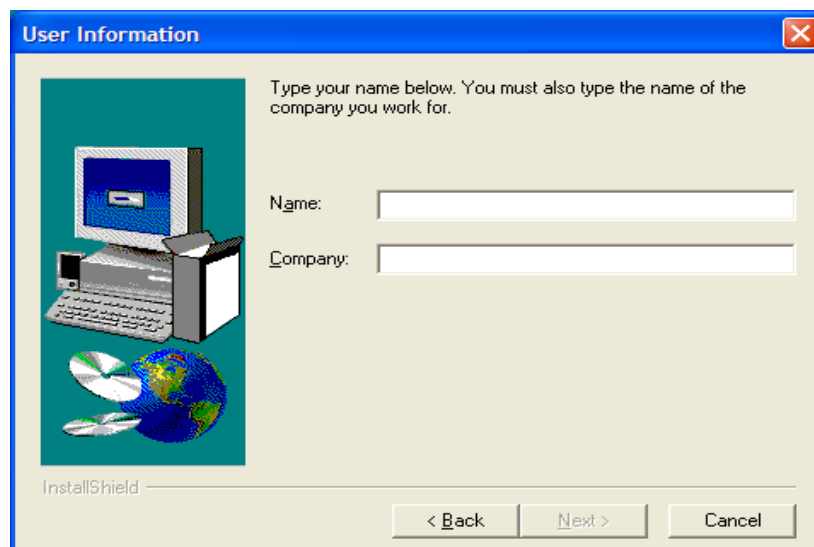 User Information
Type your name below. You must also type the name of the
company you work for.
Name:
Company:
InstallShield
< Back
Next >
Cancel